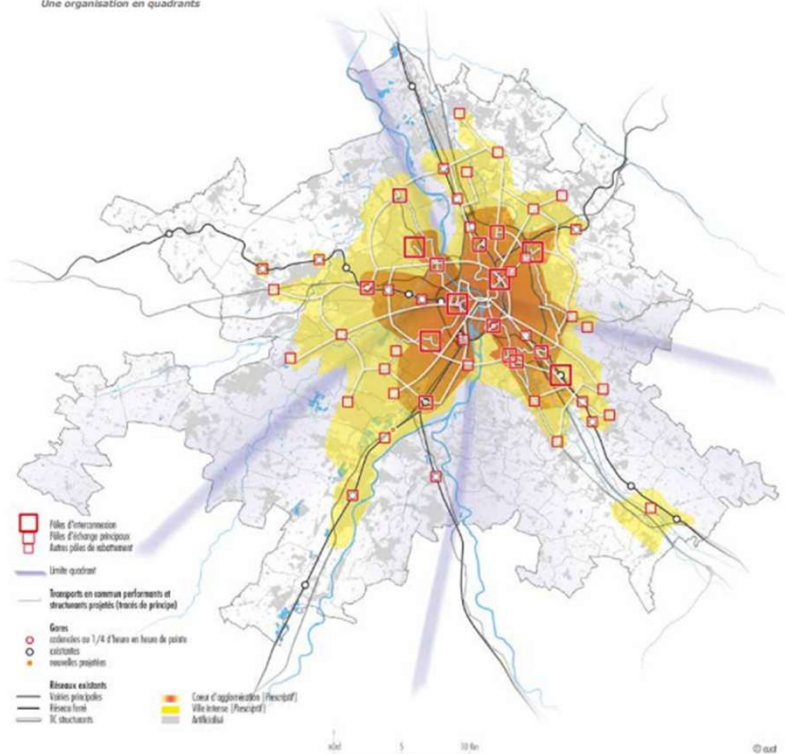 Une organisation en quadrants
Pôles d'interconnexion
Pôles d'échange principaux
Autres pôles de rabattement
Limite quadrant
Transports en commun performants et
structurants projetés (tracés de principe)
Gares
cadencées au 1/4 d'heure en heure de pointe
existantes
nouvelles projetées
Réseaux existants
Voiries principales
Réseau ferré
TC structurants
Coeur d'agglomération (Prescriptif)
Ville intense (Prescriptif)
Artificialisé
5
10 Km